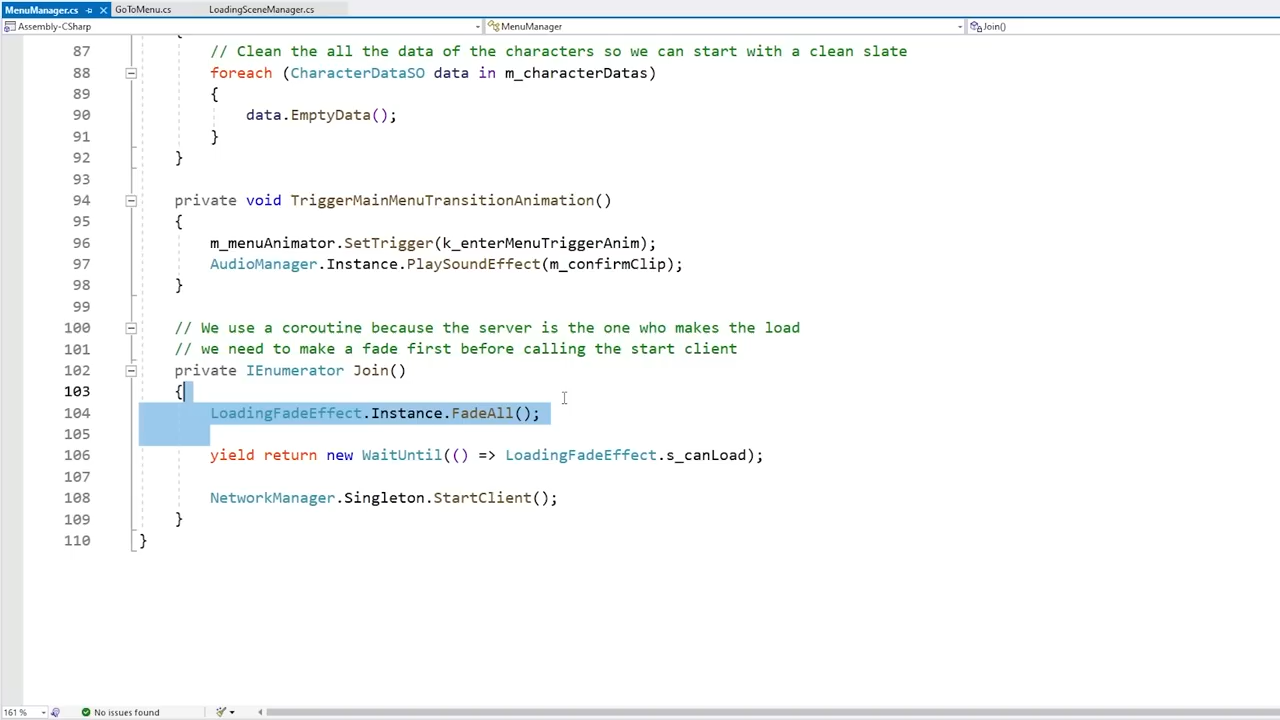 MenuManager.cs GoToMenu.cs LoadingSceneManager.cs
Assembly-CSharp MenuManager Join()
87 // Clean the all the data of the characters so we can start with a clean slate
88 foreach (CharacterDataSO data in m_characterDatas)
89 {
90 data.EmptyData();
91 }
92 }
93
94 private void TriggerMainMenuTransitionAnimation()
95 {
96 m_menuAnimator.SetTrigger(k_enterMenuTriggerAnim);
97 AudioManager.Instance.PlaySoundEffect(m_confirmClip);
98 }
99
100 // We use a coroutine because the server is the one who makes the load
101 // we need to make a fade first before calling the start client
102 private IEnumerator Join()
103 {
104 LoadingFadeEffect.Instance.FadeAll();
105
106 yield return new WaitUntil(() => LoadingFadeEffect.s_canLoad);
107
108 NetworkManager.Singleton.StartClient();
109 }
110 }
161 % No issues found